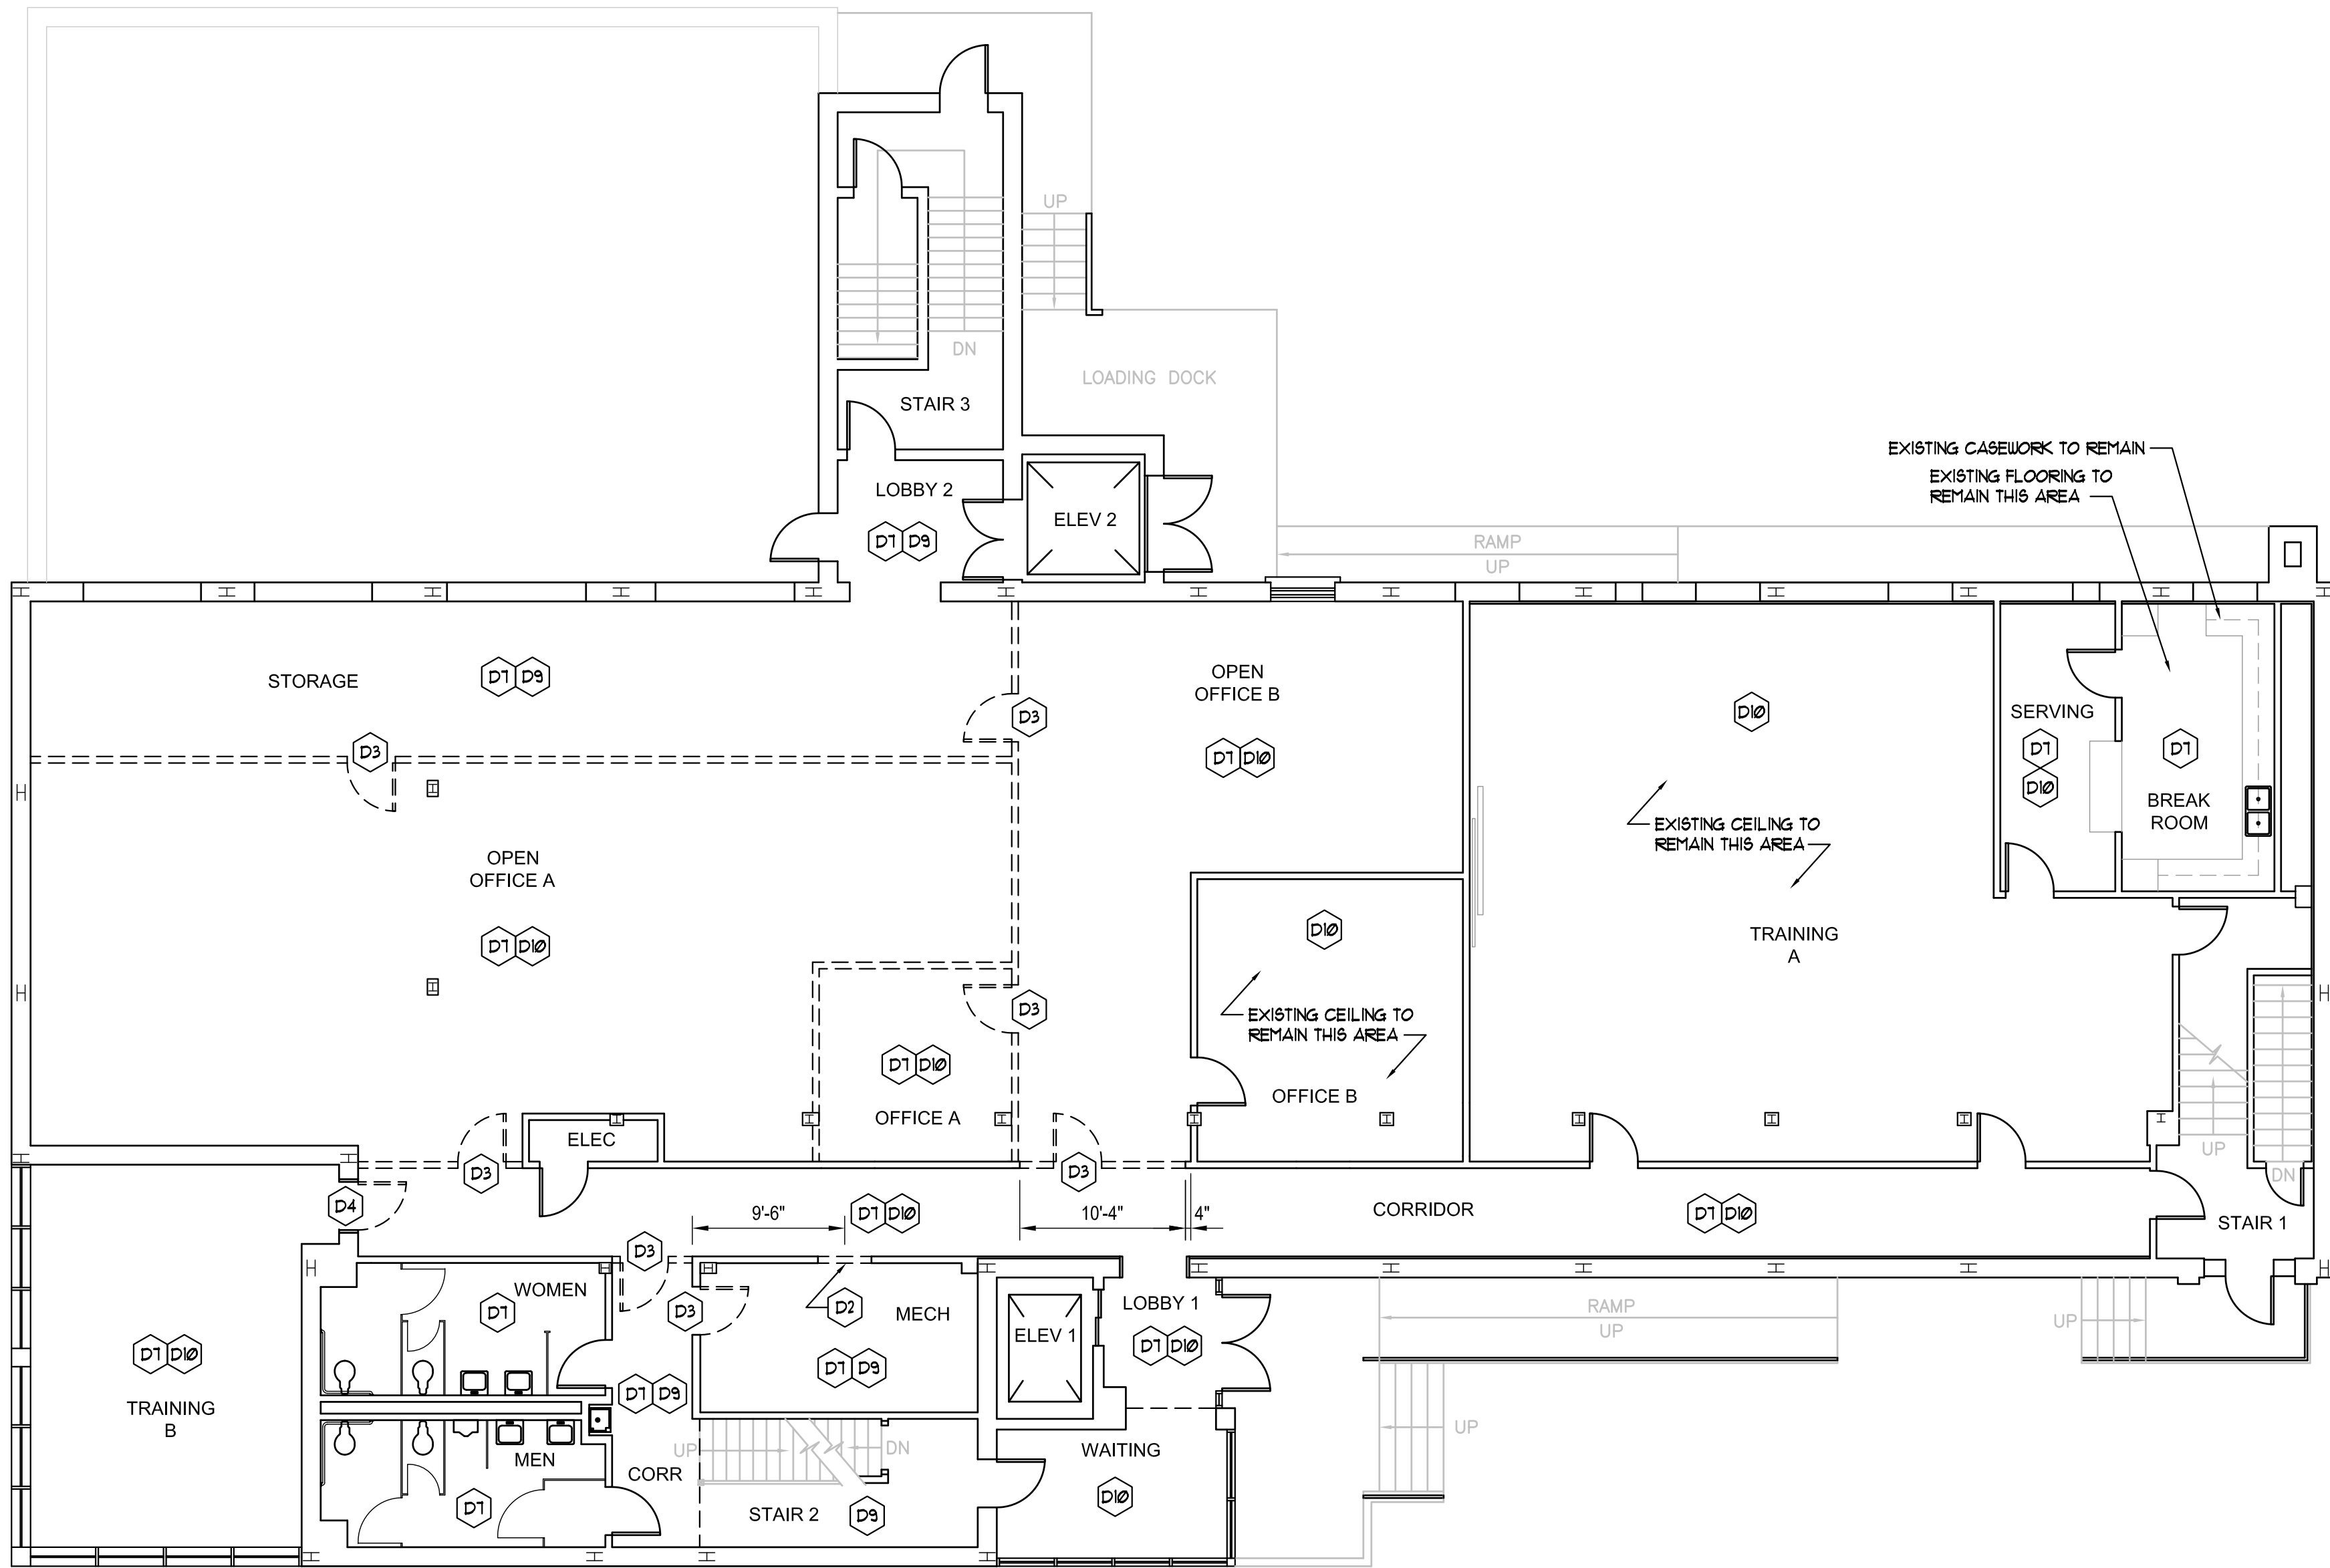 UP
DN
LOADING DOCK
STAIR 3
EXISTING CASEWORK TO REMAIN
EXISTING FLOORING TO
REMAIN THIS AREA
LOBBY 2
ELEV 2
D7 D9
RAMP
UP
STORAGE
D7 D9
OPEN
OFFICE B
D3
D10
SERVING
D3
D7 D10
D7
D10
D7
BREAK
ROOM
EXISTING CEILING TO
REMAIN THIS AREA
OPEN
OFFICE A
D7 D10
D10
TRAINING
A
D3
EXISTING CEILING TO
REMAIN THIS AREA
D7 D10
OFFICE A
OFFICE B
ELEC
UP
DN
D3
D3
D4
9'-6"
D7 D10
10'-4"
4"
CORRIDOR
D7 D10
STAIR 1
D3
WOMEN
D7
D3
D2
MECH
LOBBY 1
ELEV 1
D7 D10
RAMP
UP
UP
D7 D10
D7 D9
D7 D9
TRAINING
B
MEN
D7
CORR
UP
DN
WAITING
UP
STAIR 2
D9
D10